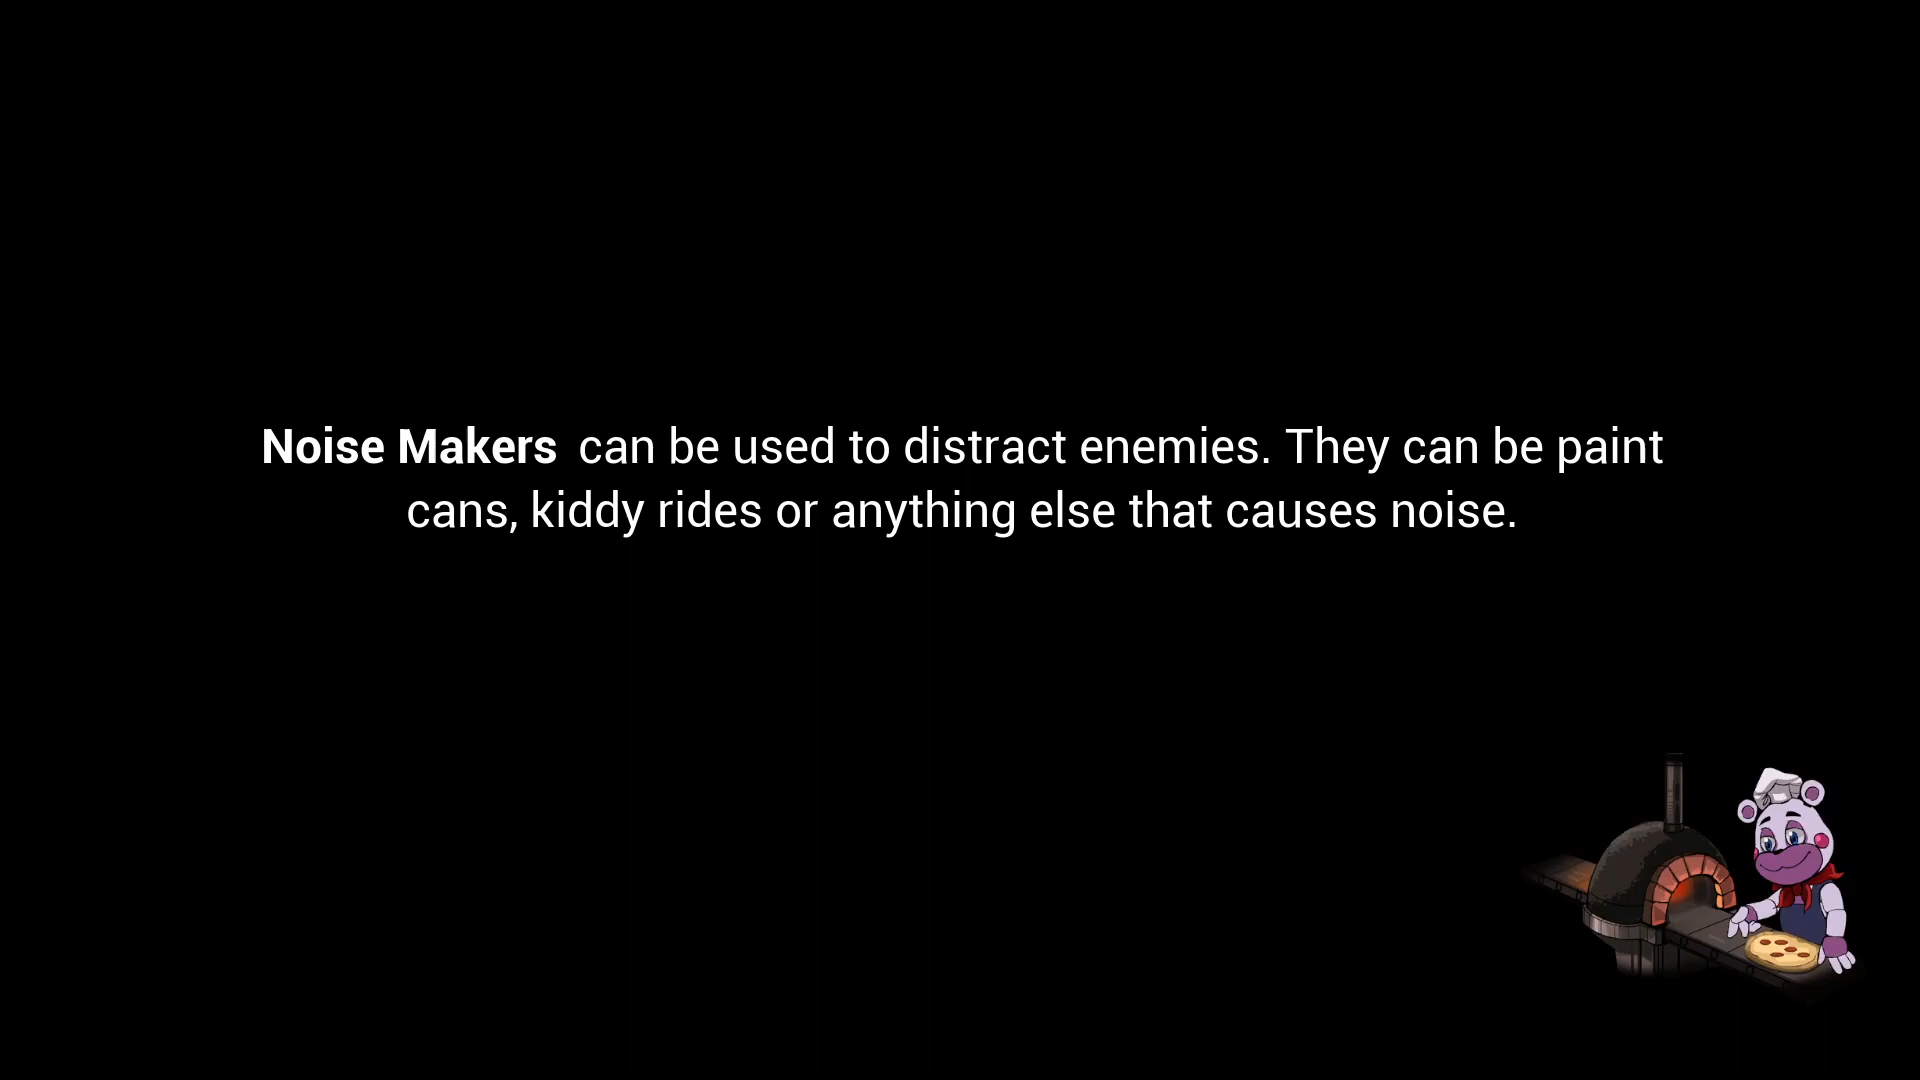 Noise Makers can be used to distract enemies. They can be paint
cans, kiddy rides or anything else that causes noise.